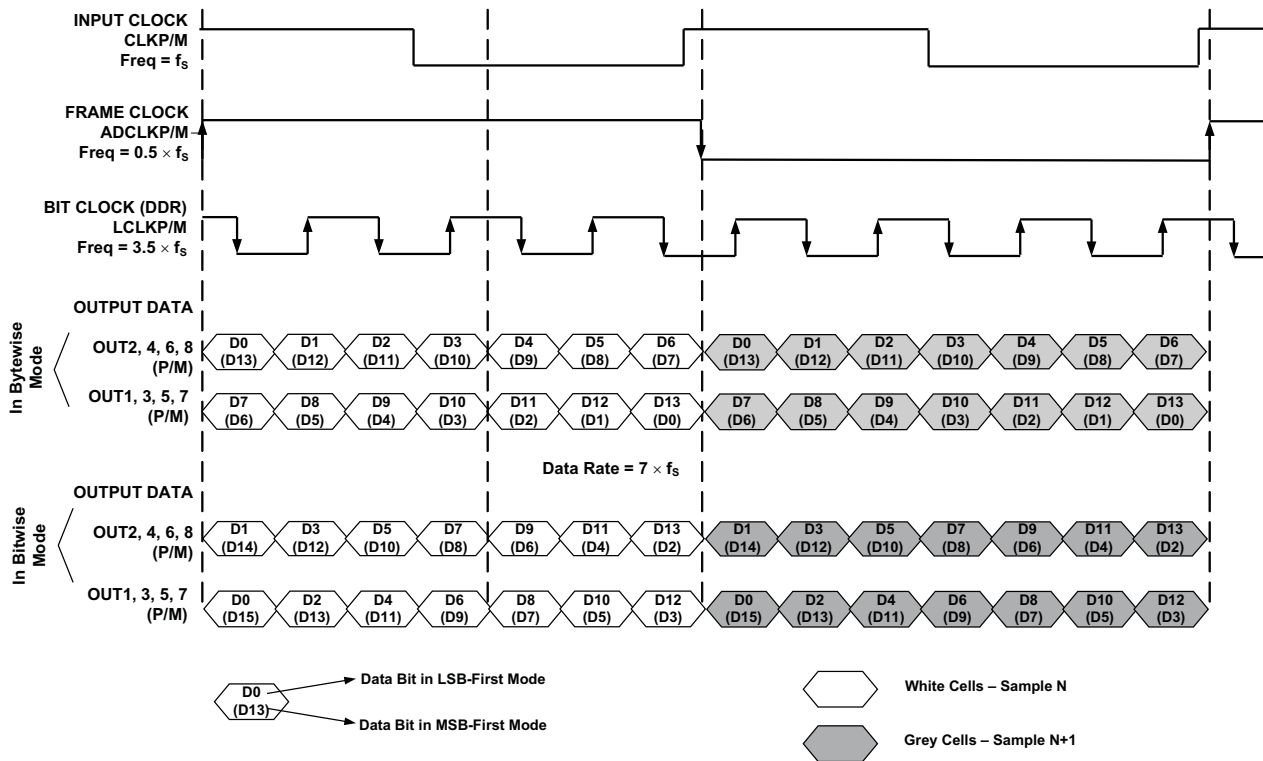 INPUT CLOCK
CLKP/M
Freq = fS
FRAME CLOCK
ADCLKP/M
Freq = 0.5 × fS
BIT CLOCK (DDR)
LCLKP/M
Freq = 3.5 × fS
In Bytewise
Mode
OUTPUT DATA
OUT2, 4, 6, 8
(P/M)
D0 D1 D2 D3 D4 D5 D6 D0 D1 D2 D3 D4 D5 D6
(D13) (D12) (D11) (D10) (D9) (D8) (D7) (D13) (D12) (D11) (D10) (D9) (D8) (D7)
OUT1, 3, 5, 7
(P/M)
D7 D8 D9 D10 D11 D12 D13 D7 D8 D9 D10 D11 D12 D13
(D6) (D5) (D4) (D3) (D2) (D1) (D0) (D6) (D5) (D4) (D3) (D2) (D1) (D0)
Data Rate = 7 × fS
In Bitwise
Mode
OUTPUT DATA
OUT2, 4, 6, 8
(P/M)
D1 D3 D5 D7 D9 D11 D13 D1 D3 D5 D7 D9 D11 D13
(D14) (D12) (D10) (D8) (D6) (D4) (D2) (D14) (D12) (D10) (D8) (D6) (D4) (D2)
OUT1, 3, 5, 7
(P/M)
D0 D2 D4 D6 D8 D10 D12 D0 D2 D4 D6 D8 D10 D12
(D15) (D13) (D11) (D9) (D7) (D5) (D3) (D15) (D13) (D11) (D9) (D7) (D5) (D3)
D0
(D13)
Data Bit in LSB-First Mode
Data Bit in MSB-First Mode
White Cells – Sample N
Grey Cells – Sample N+1